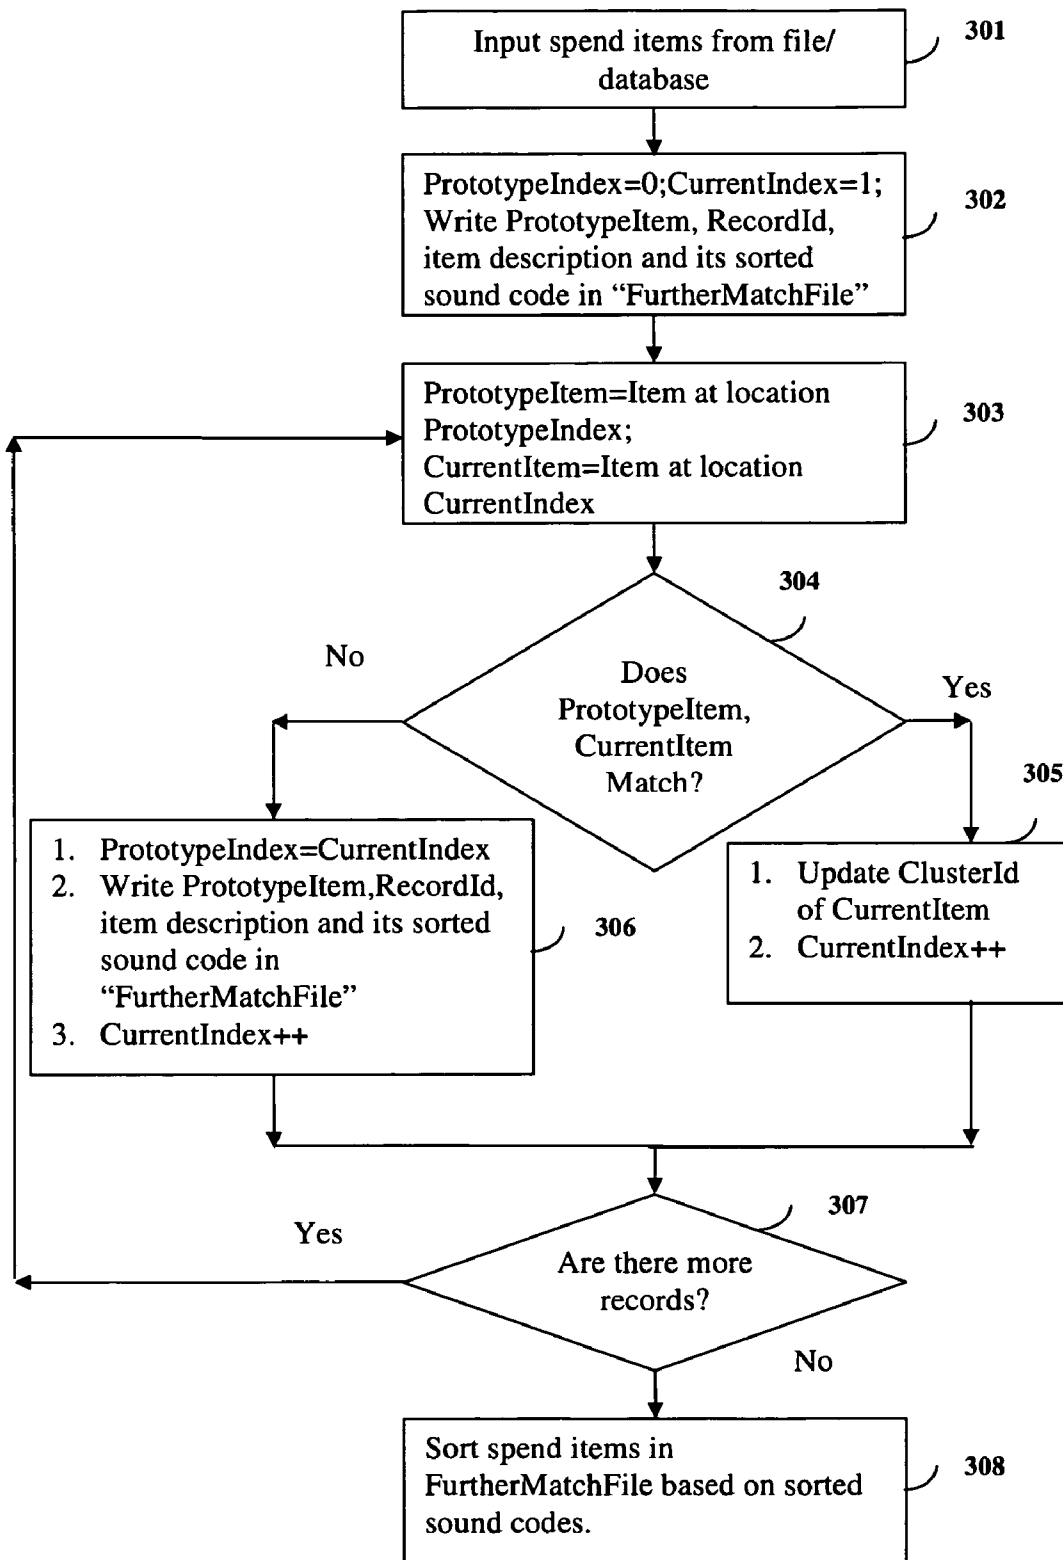 Input spend items from file/
database
301
PrototypeIndex=0;CurrentIndex=1;
Write PrototypeItem, RecordId,
item description and its sorted
sound code in “FurtherMatchFile”
302
PrototypeItem=Item at location
PrototypeIndex;
CurrentItem=Item at location
CurrentIndex
303
304
No
Does
PrototypeItem,
CurrentItem
Match?
Yes
305
1. PrototypeIndex=CurrentIndex
2. Write PrototypeItem,RecordId,
item description and its sorted
sound code in
“FurtherMatchFile”
3. CurrentIndex++
306
1. Update ClusterId
of CurrentItem
2. CurrentIndex++
307
Yes
Are there more
records?
No
Sort spend items in
FurtherMatchFile based on sorted
sound codes.
308